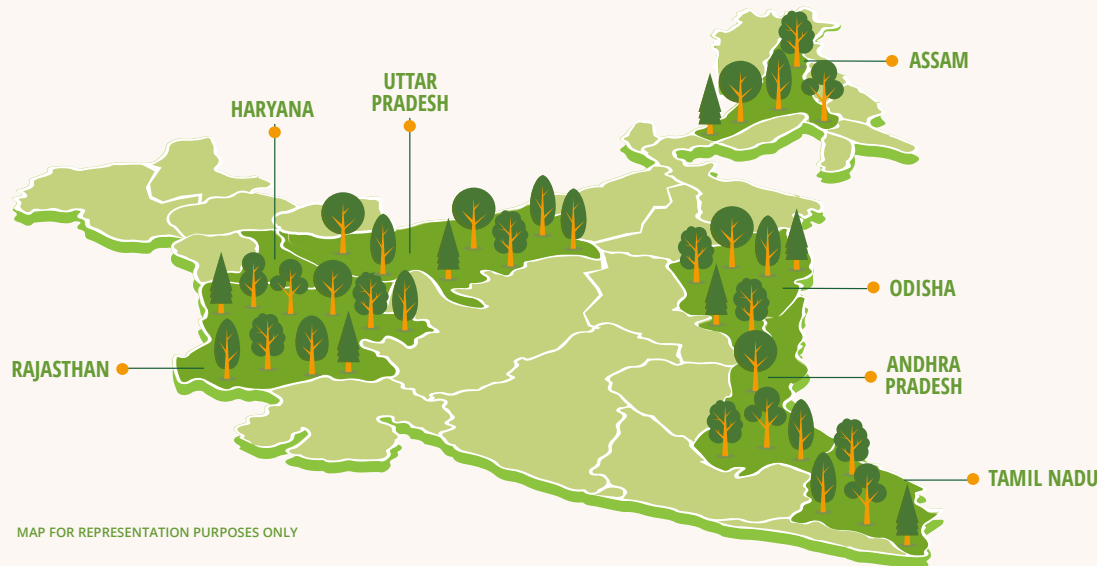 ASSAM
UTTAR
PRADESH
HARYANA
ODISHA
RAJASTHAN
ANDHRA
PRADESH
TAMIL NADU
MAP FOR REPRESENTATION PURPOSES ONLY